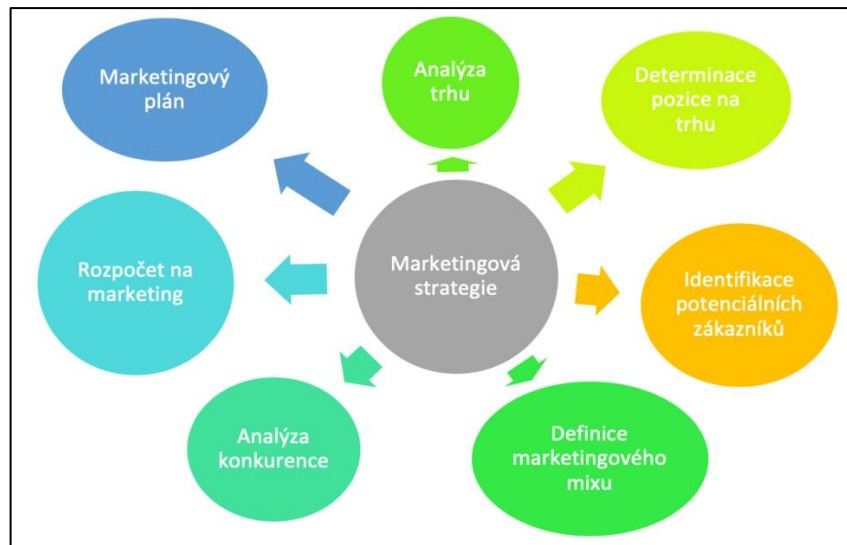 Marketingový
plán
Analýza
trhu
Determinace
pozice na
trhu
Rozpočet na
marketing
Marketingová
strategie
Identifikace
potenciálních
zákazníků
Analýza
konkurence
Definice
marketingového
mixu